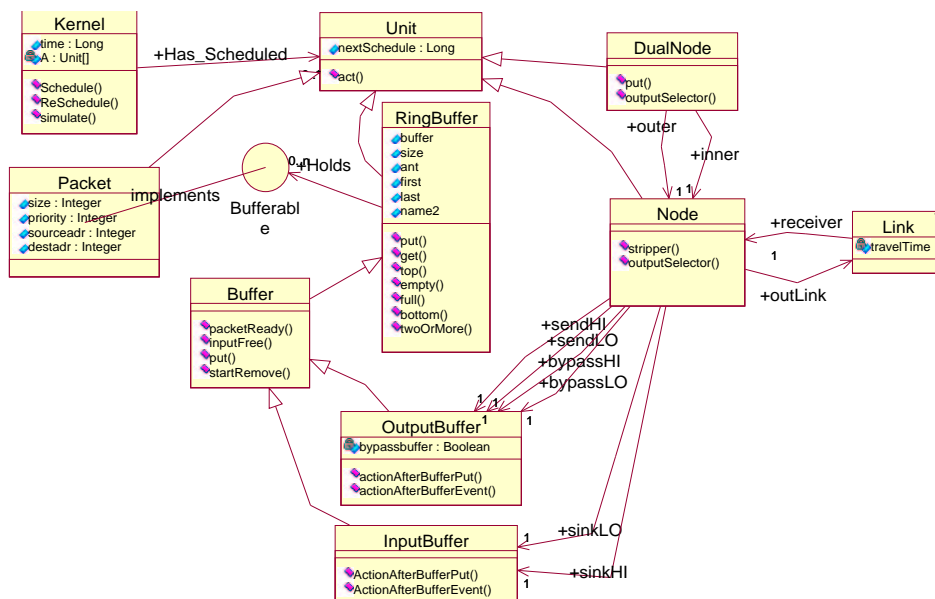 Kernel
time : Long
A : Unit[]
Schedule()
ReSchedule()
simulate()
+Has_Scheduled
Unit
nextSchedule : Long
act()
DualNode
put()
outputSelector()
+outer
+inner
1
1
RingBuffer
buffer
size
ant
first
last
name2
put()
get()
top()
empty()
full()
bottom()
twoOrMore()
0..n
+Holds
Bufferabl
e
implements
Packet
size : Integer
priority : Integer
sourceadr : Integer
destadr : Integer
Node
stripper()
outputSelector()
+receiver
1
+outLink
Link
travelTime
Buffer
packetReady()
inputFree()
put()
startRemove()
+sendHI
+sendLO
+bypassHI
+bypassLO
1
1
1
1
OutputBuffer
bypassbuffer : Boolean
actionAfterBufferPut()
actionAfterBufferEvent()
+sinkLO
1
+sinkHI
1
InputBuffer
ActionAfterBufferPut()
ActionAfterBufferEvent()